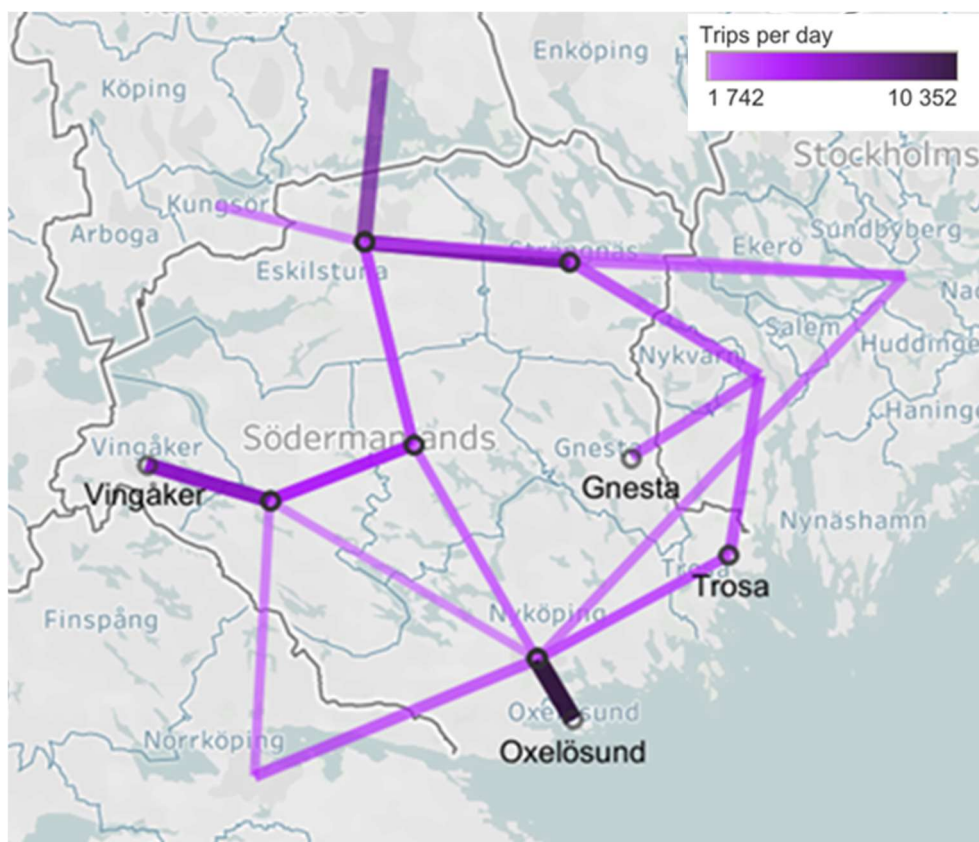 Enköping
Trips per day
Köping
1 742
10 352
Stockholms
Kungsör
Arboga
Sundbyberg
Strängnäs
Ekerö
Eskilstuna
Salem
Huddinge
Nykvarn
Haninge
Vingåker
Södermanlands
Gnesta
Vingåker
Gnesta
Nynäshamn
Trosa
Trosa
Finspång
Nyköping
Oxelösund
Norrköping
Oxelösund